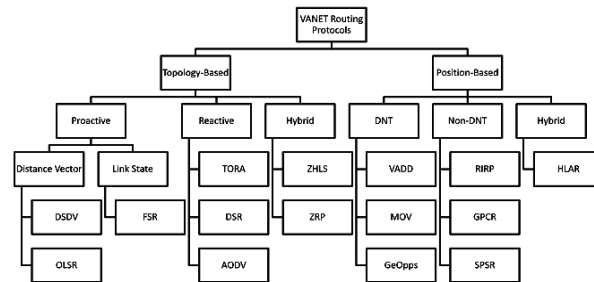 VANET Routing
Protocols
Topology-Based
Position-Based
Proactive
Reactive
Hybrid
DNT
Non-DNT
Hybrid
Distance Vector
Link State
TORA
ZHLS
VADD
RIRP
HLAR
DSDV
FSR
DSR
ZRP
MOV
GPCR
OLSR
AODV
GeOpps
SPSR